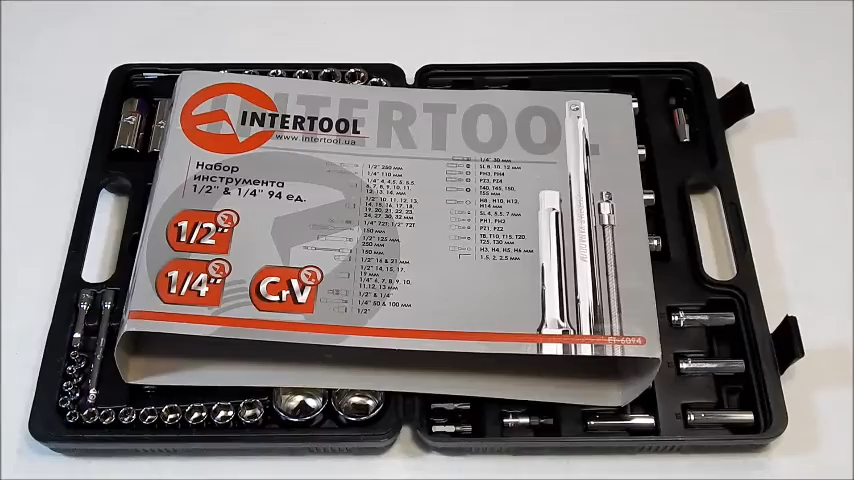 INTERTOOL
INTERTOOL
www.intertool.ua
Набор
инструмента
1/2" & 1/4" 94 ед.
1/2"
1/4"
CrV
1/2" 250 мм
1/4" 110 мм
1/4" 4, 4.5, 5, 5.5,
6, 7, 8, 9, 10, 11,
12, 13, 14 мм
1/2" 10, 11, 12, 13,
14, 15, 16, 17, 18,
19, 20, 21, 22, 23,
24, 27, 30, 32 мм
1/4" 72T; 1/2" 72T
150 мм
1/2" 125 мм
250 мм
150 мм
1/2" 16 & 21 мм
1/2" 14, 15, 17,
19 мм
1/4" 6, 7, 8, 9, 10,
11, 12, 13 мм
1/2" & 1/4"
1/4" 50 & 100 мм
1/2"
1/4" 30 мм
SL 8, 10, 12 мм
PH3, PH4
PZ3, PZ4
T40, T45, T50,
T55 мм
H8, H10, H12,
H14 мм
SL 4, 5.5, 7 мм
PH1, PH2
PZ1, PZ2
T8, T10, T15, T20,
T25, T30 мм
H3, H4, H5, H6 мм
1.5, 2, 2.5 мм
ET-6094